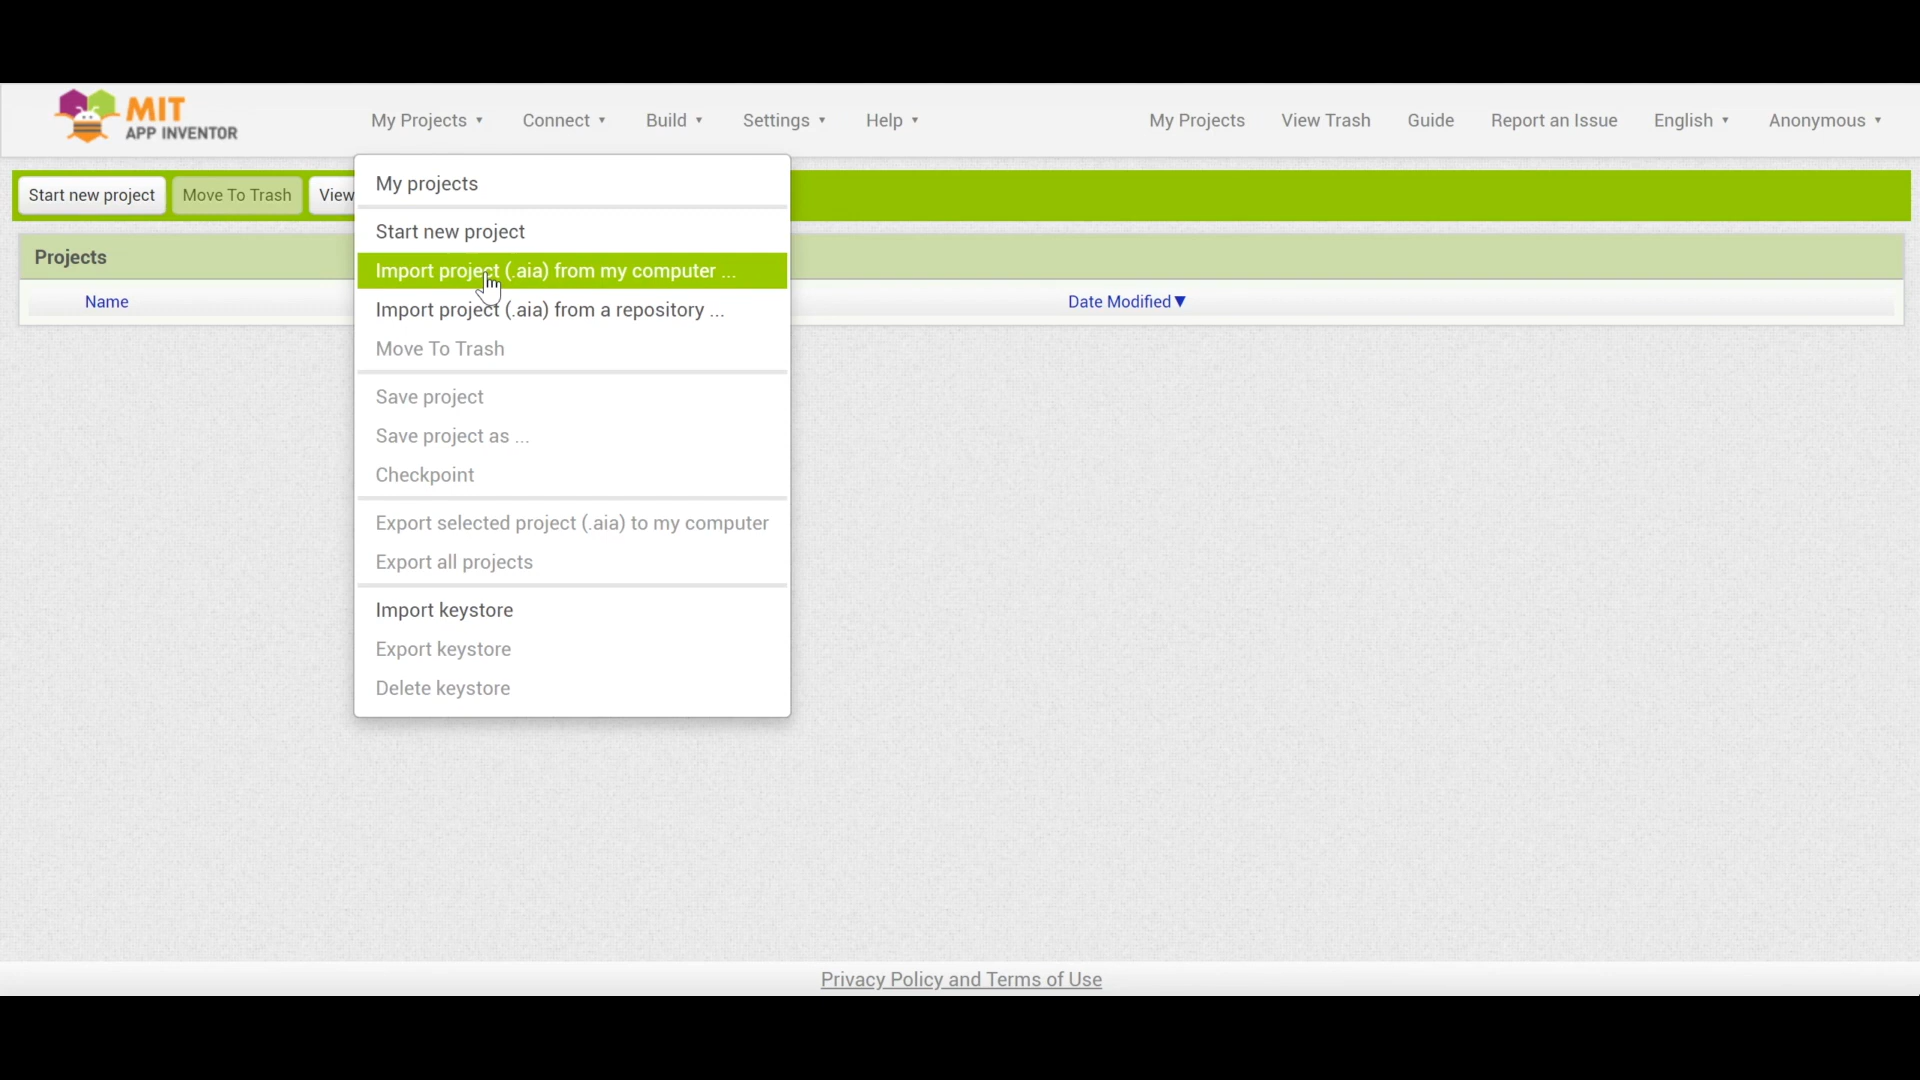 MIT
APP INVENTOR
My Projects ▾ Connect ▾ Build ▾ Settings ▾ Help ▾ My Projects View Trash Guide Report an Issue English ▾ Anonymous ▾
Start new project Move To Trash View
My projects
Start new project
Import project (.aia) from my computer ...
Import project (.aia) from a repository ...
Move To Trash
Save project
Save project as ...
Checkpoint
Export selected project (.aia) to my computer
Export all projects
Import keystore
Export keystore
Delete keystore
Projects
Name Date Modified ▼
Privacy Policy and Terms of Use